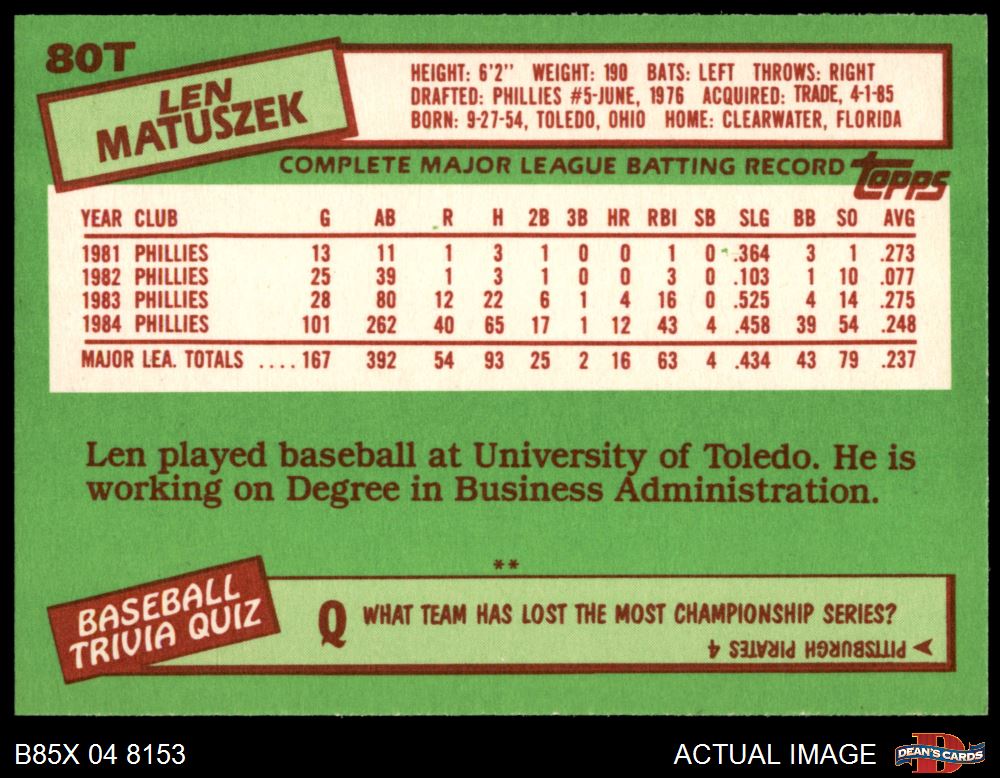 80T
LEN
MATUSZEK
HEIGHT: 6'2" WEIGHT: 190 BATS: LEFT THROWS: RIGHT
DRAFTED: PHILLIES #5-JUNE, 1976 ACQUIRED: TRADE, 4-1-85
BORN: 9-27-54, TOLEDO, OHIO HOME: CLEARWATER, FLORIDA
COMPLETE MAJOR LEAGUE BATTING RECORD
topps
YEAR CLUB G AB R H 2B 3B HR RBI SB SLG BB SO AVG
1981 PHILLIES 13 11 1 3 1 0 0 1 0 .364 3 1 .273
1982 PHILLIES 25 39 1 3 1 0 0 3 0 .103 1 10 .077
1983 PHILLIES 28 80 12 22 6 1 4 16 0 .525 4 14 .275
1984 PHILLIES 101 262 40 65 17 1 12 43 4 .458 39 54 .248
MAJOR LEA. TOTALS .... 167 392 54 93 25 2 16 63 4 .434 43 79 .237
Len played baseball at University of Toledo. He is
working on Degree in Business Administration.
**
BASEBALL
TRIVIA QUIZ
Q WHAT TEAM HAS LOST THE MOST CHAMPIONSHIP SERIES?
PITTSBURGH PIRATES 4
B85X 04 8153
ACTUAL IMAGE
DEAN'S CARDS